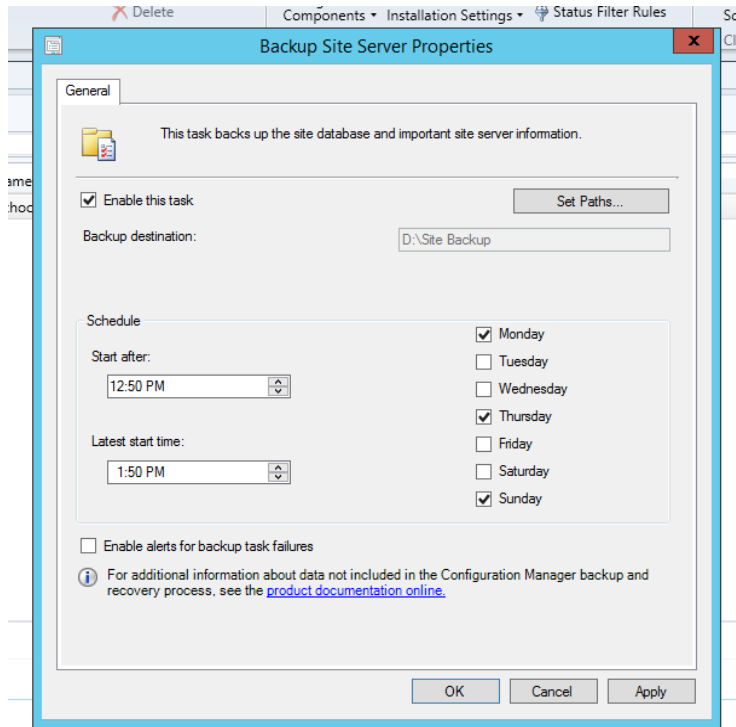 Delete
Components Installation Settings Status Filter Rules
Backup Site Server Properties
General
This task backs up the site database and important site server information.
Enable this task
Set Paths...
Backup destination:
D:\Site Backup
Schedule
Start after:
12:50 PM
Latest start time:
1:50 PM
Monday
Tuesday
Wednesday
Thursday
Friday
Saturday
Sunday
Enable alerts for backup task failures
For additional information about data not included in the Configuration Manager backup and
recovery process, see the product documentation online.
OK Cancel Apply